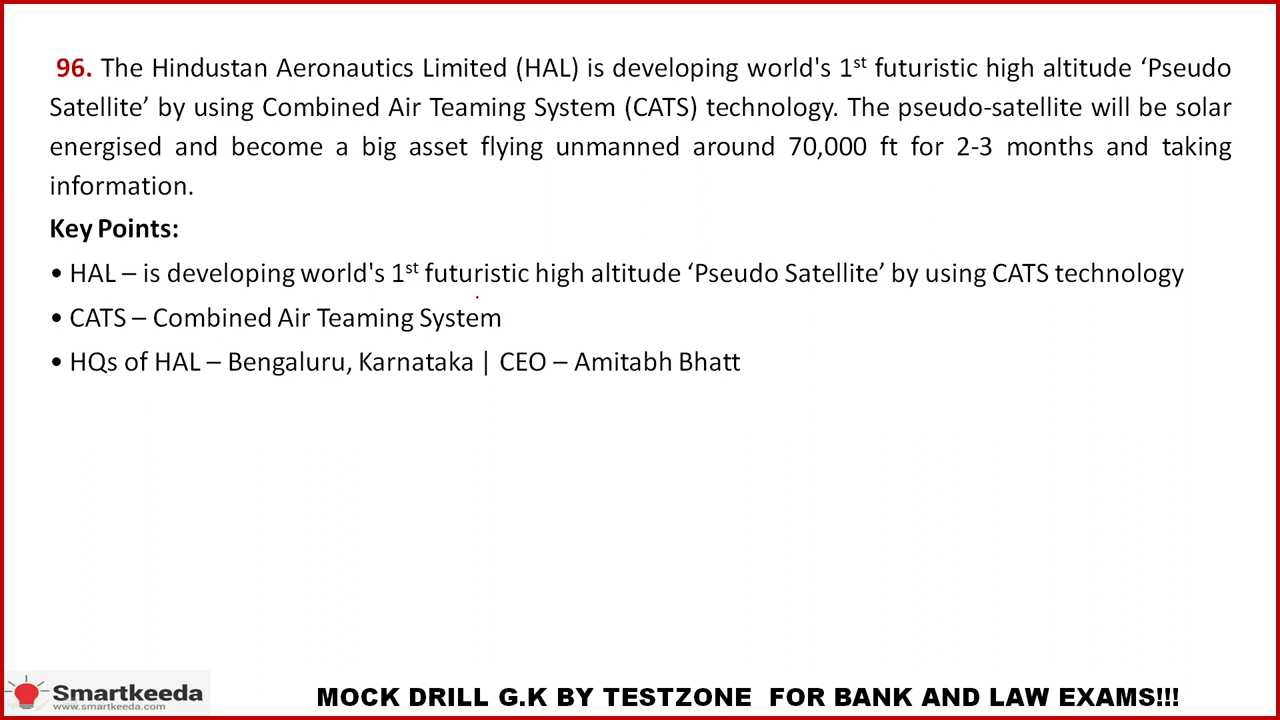 96. The Hindustan Aeronautics Limited (HAL) is developing world's 1st futuristic high altitude ‘Pseudo
Satellite’ by using Combined Air Teaming System (CATS) technology. The pseudo-satellite will be solar
energised and become a big asset flying unmanned around 70,000 ft for 2-3 months and taking
information.
Key Points:
• HAL – is developing world's 1st futuristic high altitude ‘Pseudo Satellite’ by using CATS technology
• CATS – Combined Air Teaming System
• HQs of HAL – Bengaluru, Karnataka | CEO – Amitabh Bhatt
Smartkeeda
www.smartkeeda.com
MOCK DRILL G.K BY TESTZONE FOR BANK AND LAW EXAMS!!!